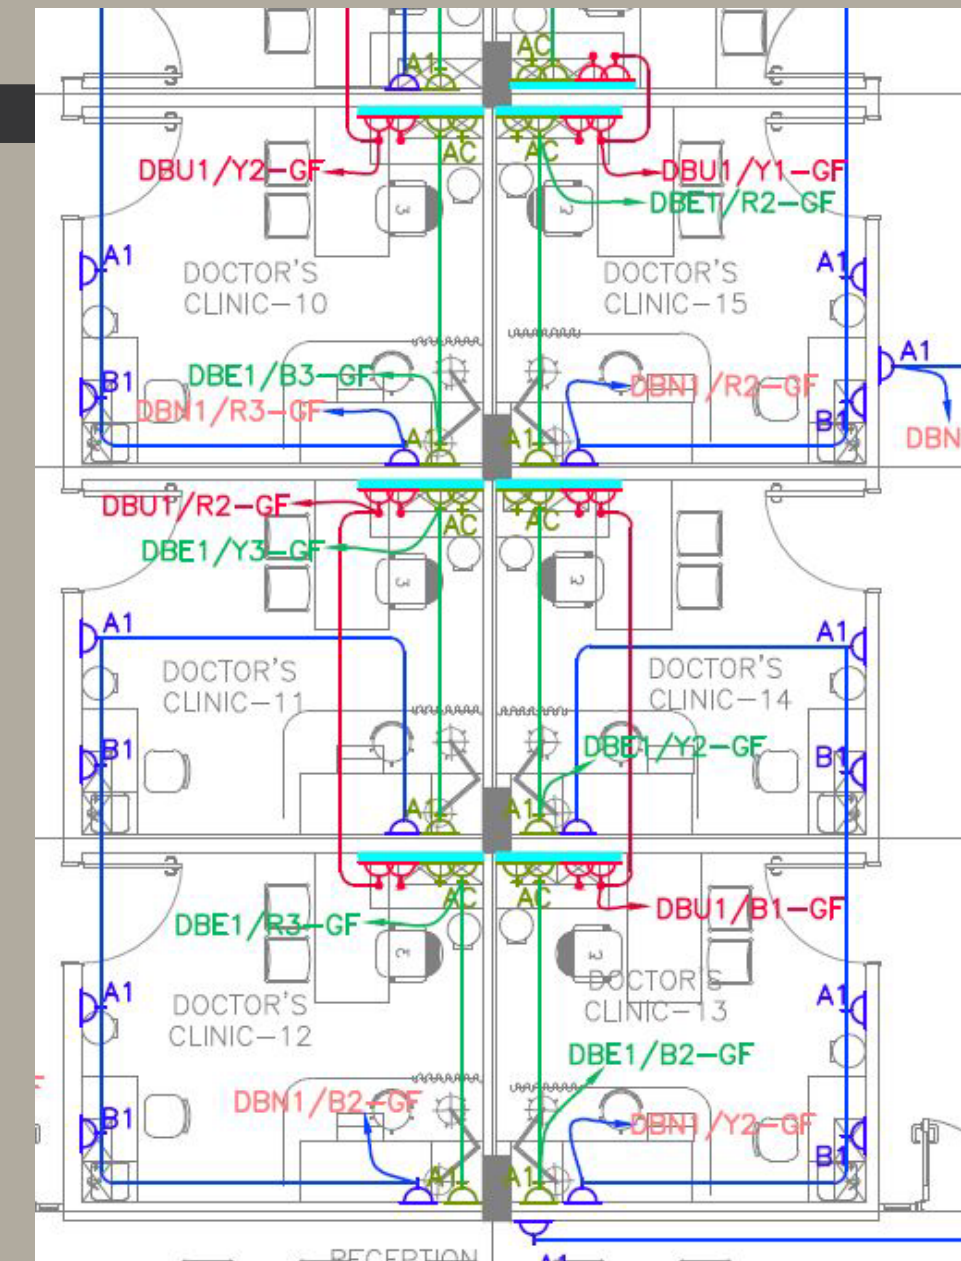 A1
AC
DBU1/Y2-GF
AC
AC
DBU1/Y1-GF
DBE1/R2-GF
A1
DOCTOR'S
CLINIC-10
DOCTOR'S
CLINIC-15
A1
A1
DBE1/B3-GF
B1
DBN1/R3-GF
DBN1/R2-GF
B1
A1
A1
DBN
DBU1/R2-GF
AC
AC
DBE1/Y3-GF
A1
A1
DOCTOR'S
CLINIC-11
DOCTOR'S
CLINIC-14
B1
DBE1/Y2-GF
B1
A1
A1
AC
AC
DBE1/R3-GF
DBU1/B1-GF
A1
DOCTOR'S
CLINIC-12
DOCTOR'S
CLINIC-13
A1
DBE1/B2-GF
F
B1
DBN1/B2-GF
DBN1/Y2-GF
B1
A1
A1
RECEPTION
A1